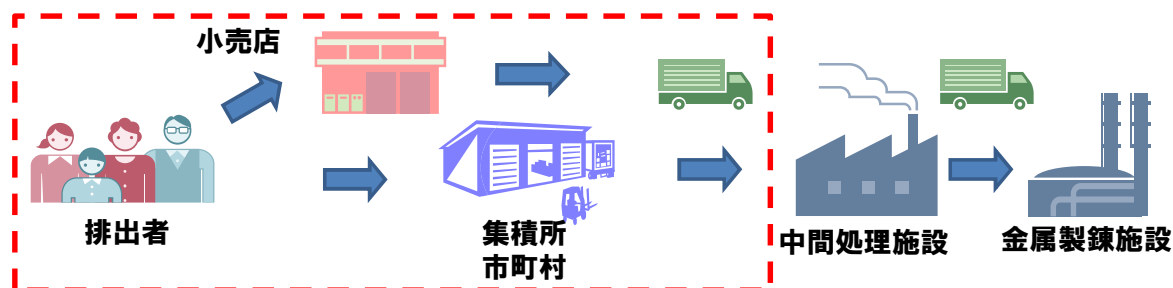 小売店
排出者
集積所
市町村
中間処理施設
金属製錬施設